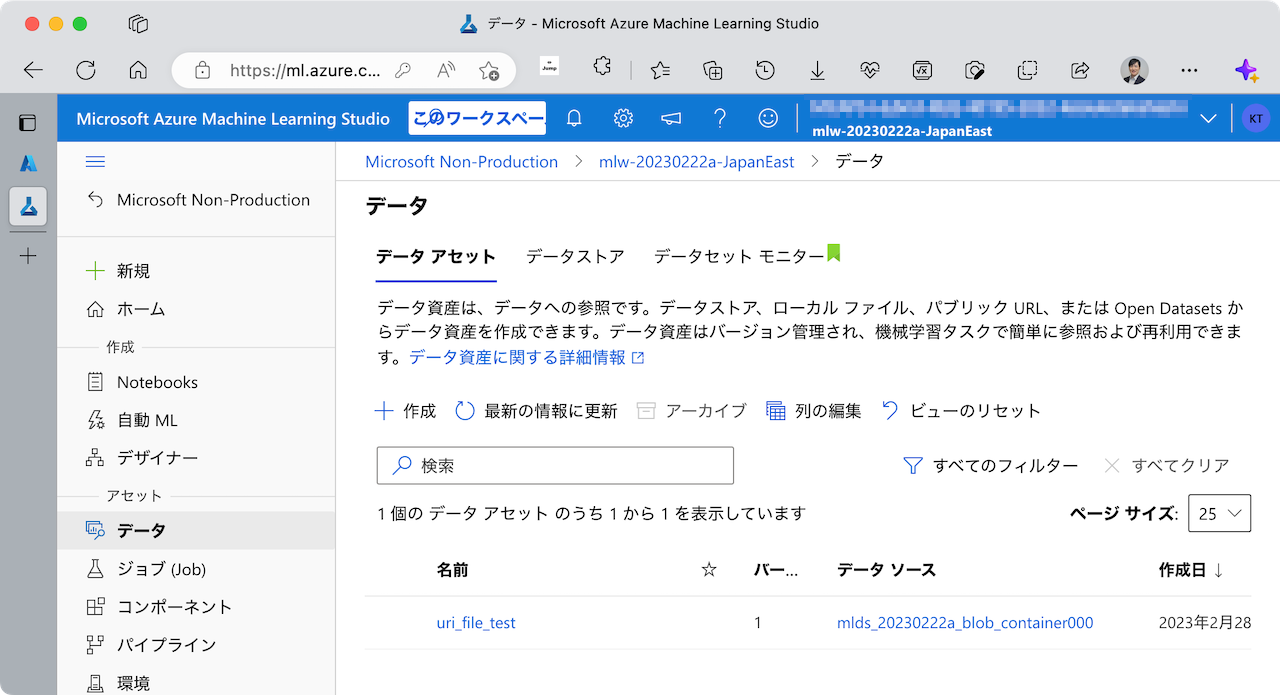 データ - Microsoft Azure Machine Learning Studio
https://ml.azure.c...
Microsoft Azure Machine Learning Studio
このワークスペー
mlw-20230222a-JapanEast
KT
Microsoft Non-Production > mlw-20230222a-JapanEast > データ
Microsoft Non-Production
新規
ホーム
作成
Notebooks
自動 ML
デザイナー
アセット
データ
ジョブ (Job)
コンポーネント
パイプライン
環境
データ
データ アセット データストア データセット モニター
データ資産は、データへの参照です。データストア、ローカル ファイル、パブリック URL、または Open Datasets か
らデータ資産を作成できます。データ資産はバージョン管理され、機械学習タスクで簡単に参照および再利用できま
す。データ資産に関する詳細情報
作成 最新の情報に更新 アーカイブ 列の編集 ビューのリセット
検索
すべてのフィルター すべてクリア
1 個の データ アセット のうち 1 から 1 を表示しています
ページ サイズ: 25
名前 バー... データ ソース 作成日 ↓
uri_file_test 1 mlds_20230222a_blob_container000 2023年2月28